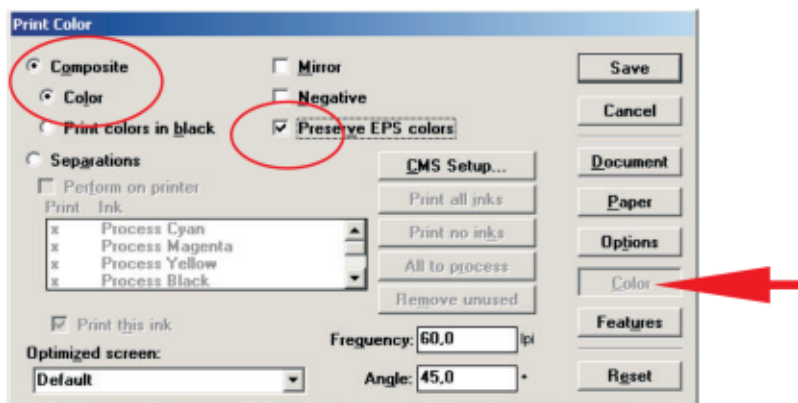 Print Color
Composite
Mirror
Save
Color
Negative
Cancel
Print colors in black
Preserve EPS colors
Separations
CMS Setup...
Document
Perform on printer
Print Ink
Print all inks
Paper
x Process Cyan
x Process Magenta
x Process Yellow
x Process Black
Print no inks
Options
All to process
Color
Remove unused
Print this ink
Frequency: 60,0 lpi
Features
Optimized screen:
Default
Angle: 45,0 °
Reset